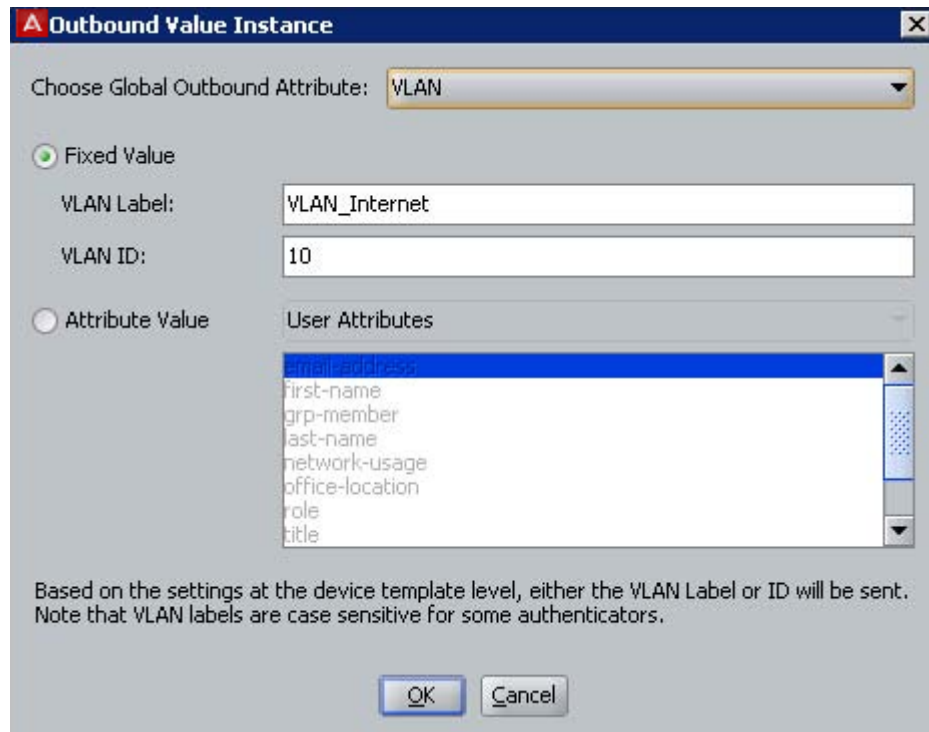 A Outbound Value Instance
Choose Global Outbound Attribute: VLAN
Fixed Value
VLAN Label: VLAN_Internet
VLAN ID: 10
Attribute Value User Attributes
email-address
first-name
grp-member
last-name
network-usage
office-location
role
title
Based on the settings at the device template level, either the VLAN Label or ID will be sent.
Note that VLAN labels are case sensitive for some authenticators.
OK Cancel